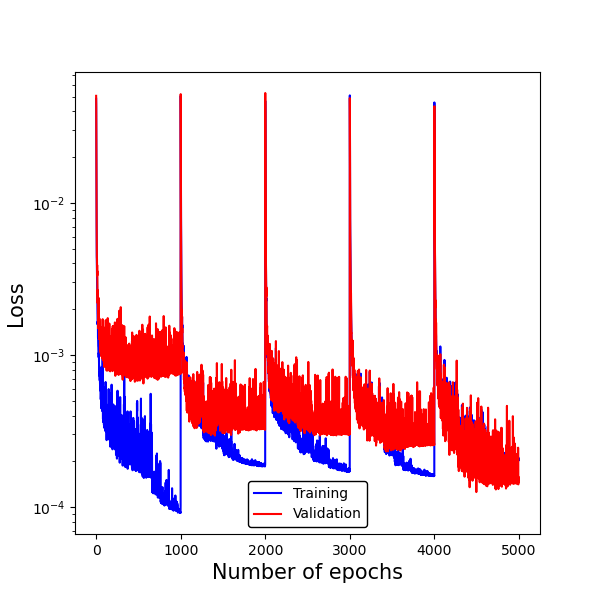 Loss
10⁻²
10⁻³
10⁻⁴
Training
Validation
0 1000 2000 3000 4000 5000
Number of epochs